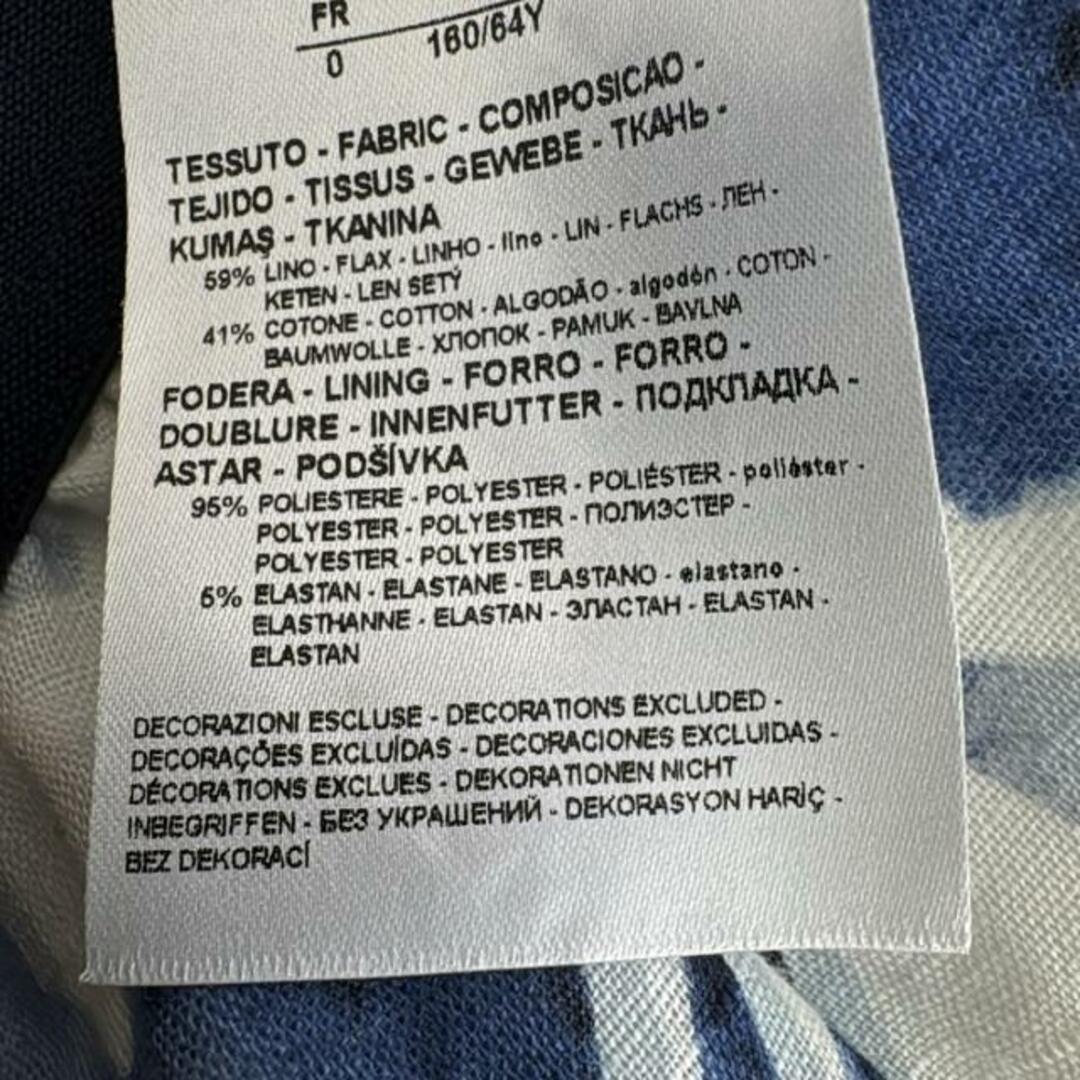 FR
0 160/64Y
TESSUTO - FABRIC - COMPOSICAO -
TEJIDO - TISSUS - GEWEBE - ТКАНЬ -
KUMAŞ - TKANINA
59% LINO - FLAX - LINHO - lino - LIN - FLACHS - ЛЕН -
KETEN - LEN SETÝ
41% COTONE - COTTON - ALGODÃO - algodón - COTON -
BAUMWOLLE - ХЛОПОК - PAMUK - BAVLNA
FODERA - LINING - FORRO - FORRO -
DOUBLURE - INNENFUTTER - ПОДКЛАДКА -
ASTAR - PODŠÍVKA
95% POLIESTERE - POLYESTER - POLIÉSTER - poliéster -
POLYESTER - POLYESTER - ПОЛИЭСТЕР -
POLYESTER - POLYESTER
5% ELASTAN - ELASTANE - ELASTANO - elastano -
ELASTHANNE - ELASTAN - ЭЛАСТАН - ELASTAN -
ELASTAN
DECORAZIONI ESCLUSE - DECORATIONS EXCLUDED -
DECORAÇÕES EXCLUÍDAS - DECORACIONES EXCLUIDAS -
DÉCORATIONS EXCLUES - DEKORATIONEN NICHT
INBEGRIFFEN - БЕЗ УКРАШЕНИЙ - DEKORASYON HARİÇ -
BEZ DEKORACÍ